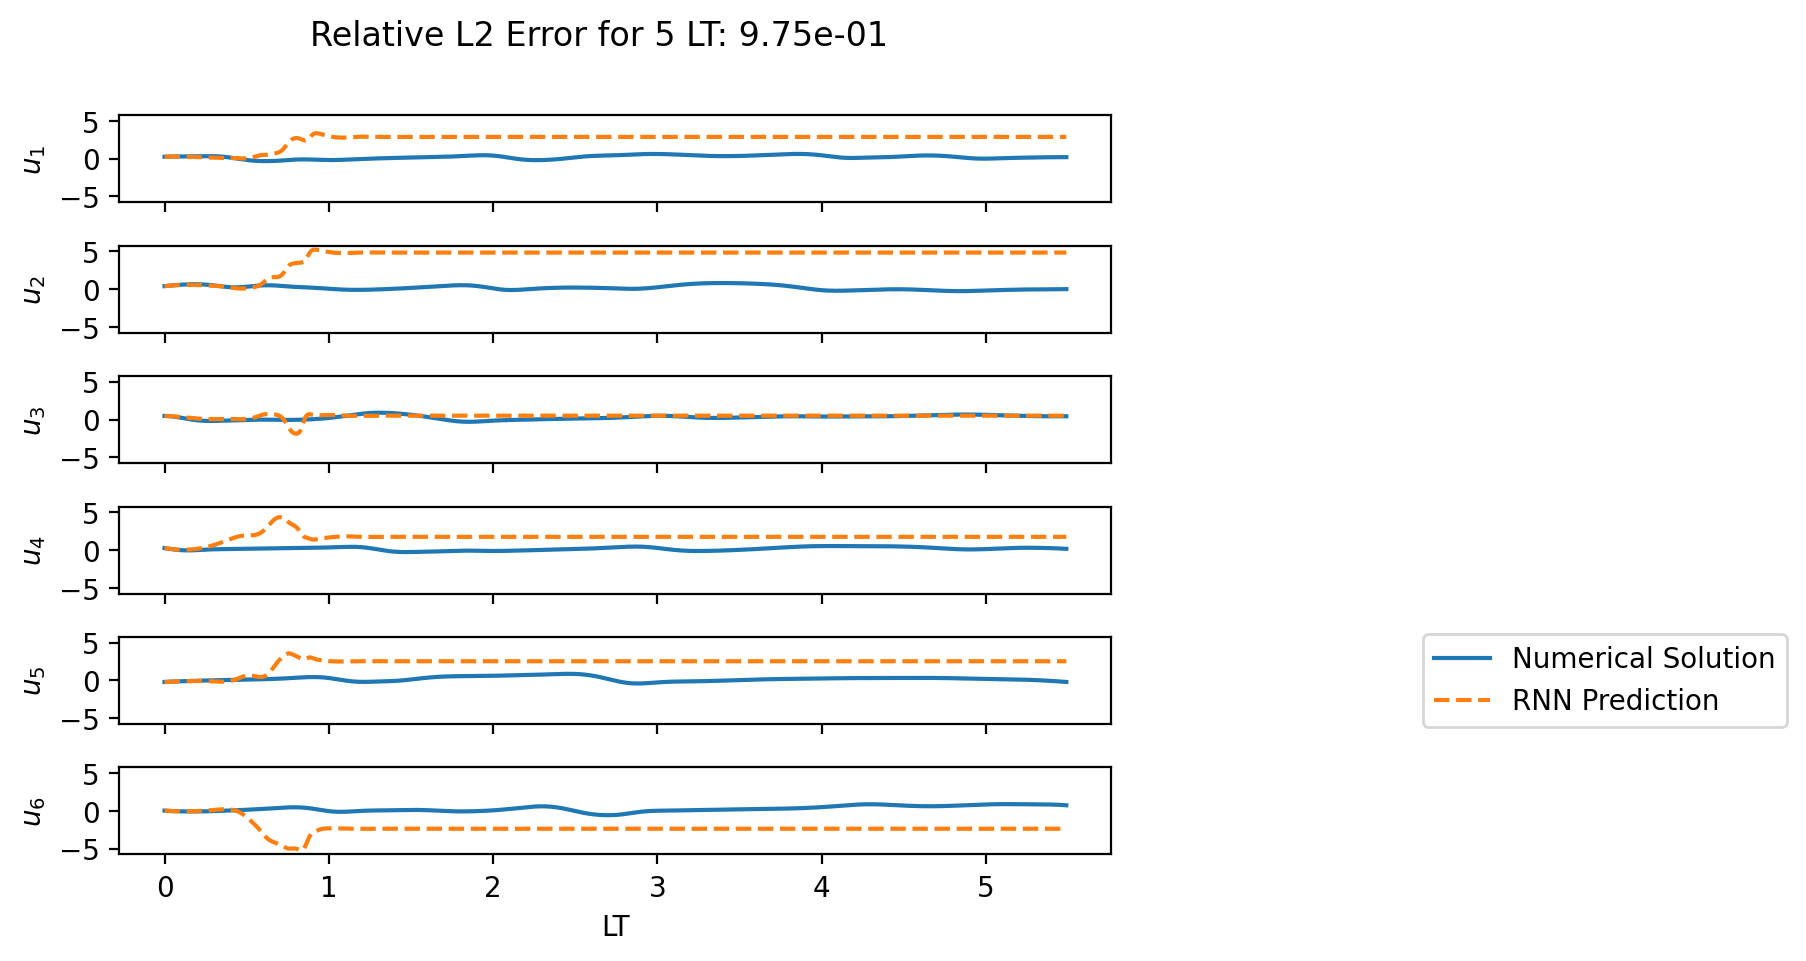 Relative L2 Error for 5 LT: 9.75e-01
5
0
−5
u1
5
0
−5
u2
5
0
−5
u3
5
0
−5
u4
5
0
−5
u5
5
0
−5
u6
0 1 2 3 4 5
LT
Numerical Solution
RNN Prediction